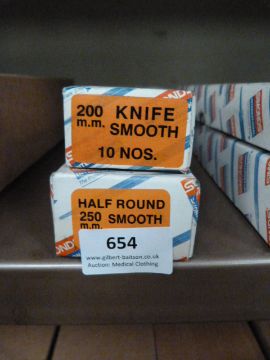 200 KNIFE
m.m. SMOOTH
10 NOS.
HALF ROUND
250 SMOOTH
m.m.
654
www.gilbert-baitson.co.uk
Auction: Medical Clothing